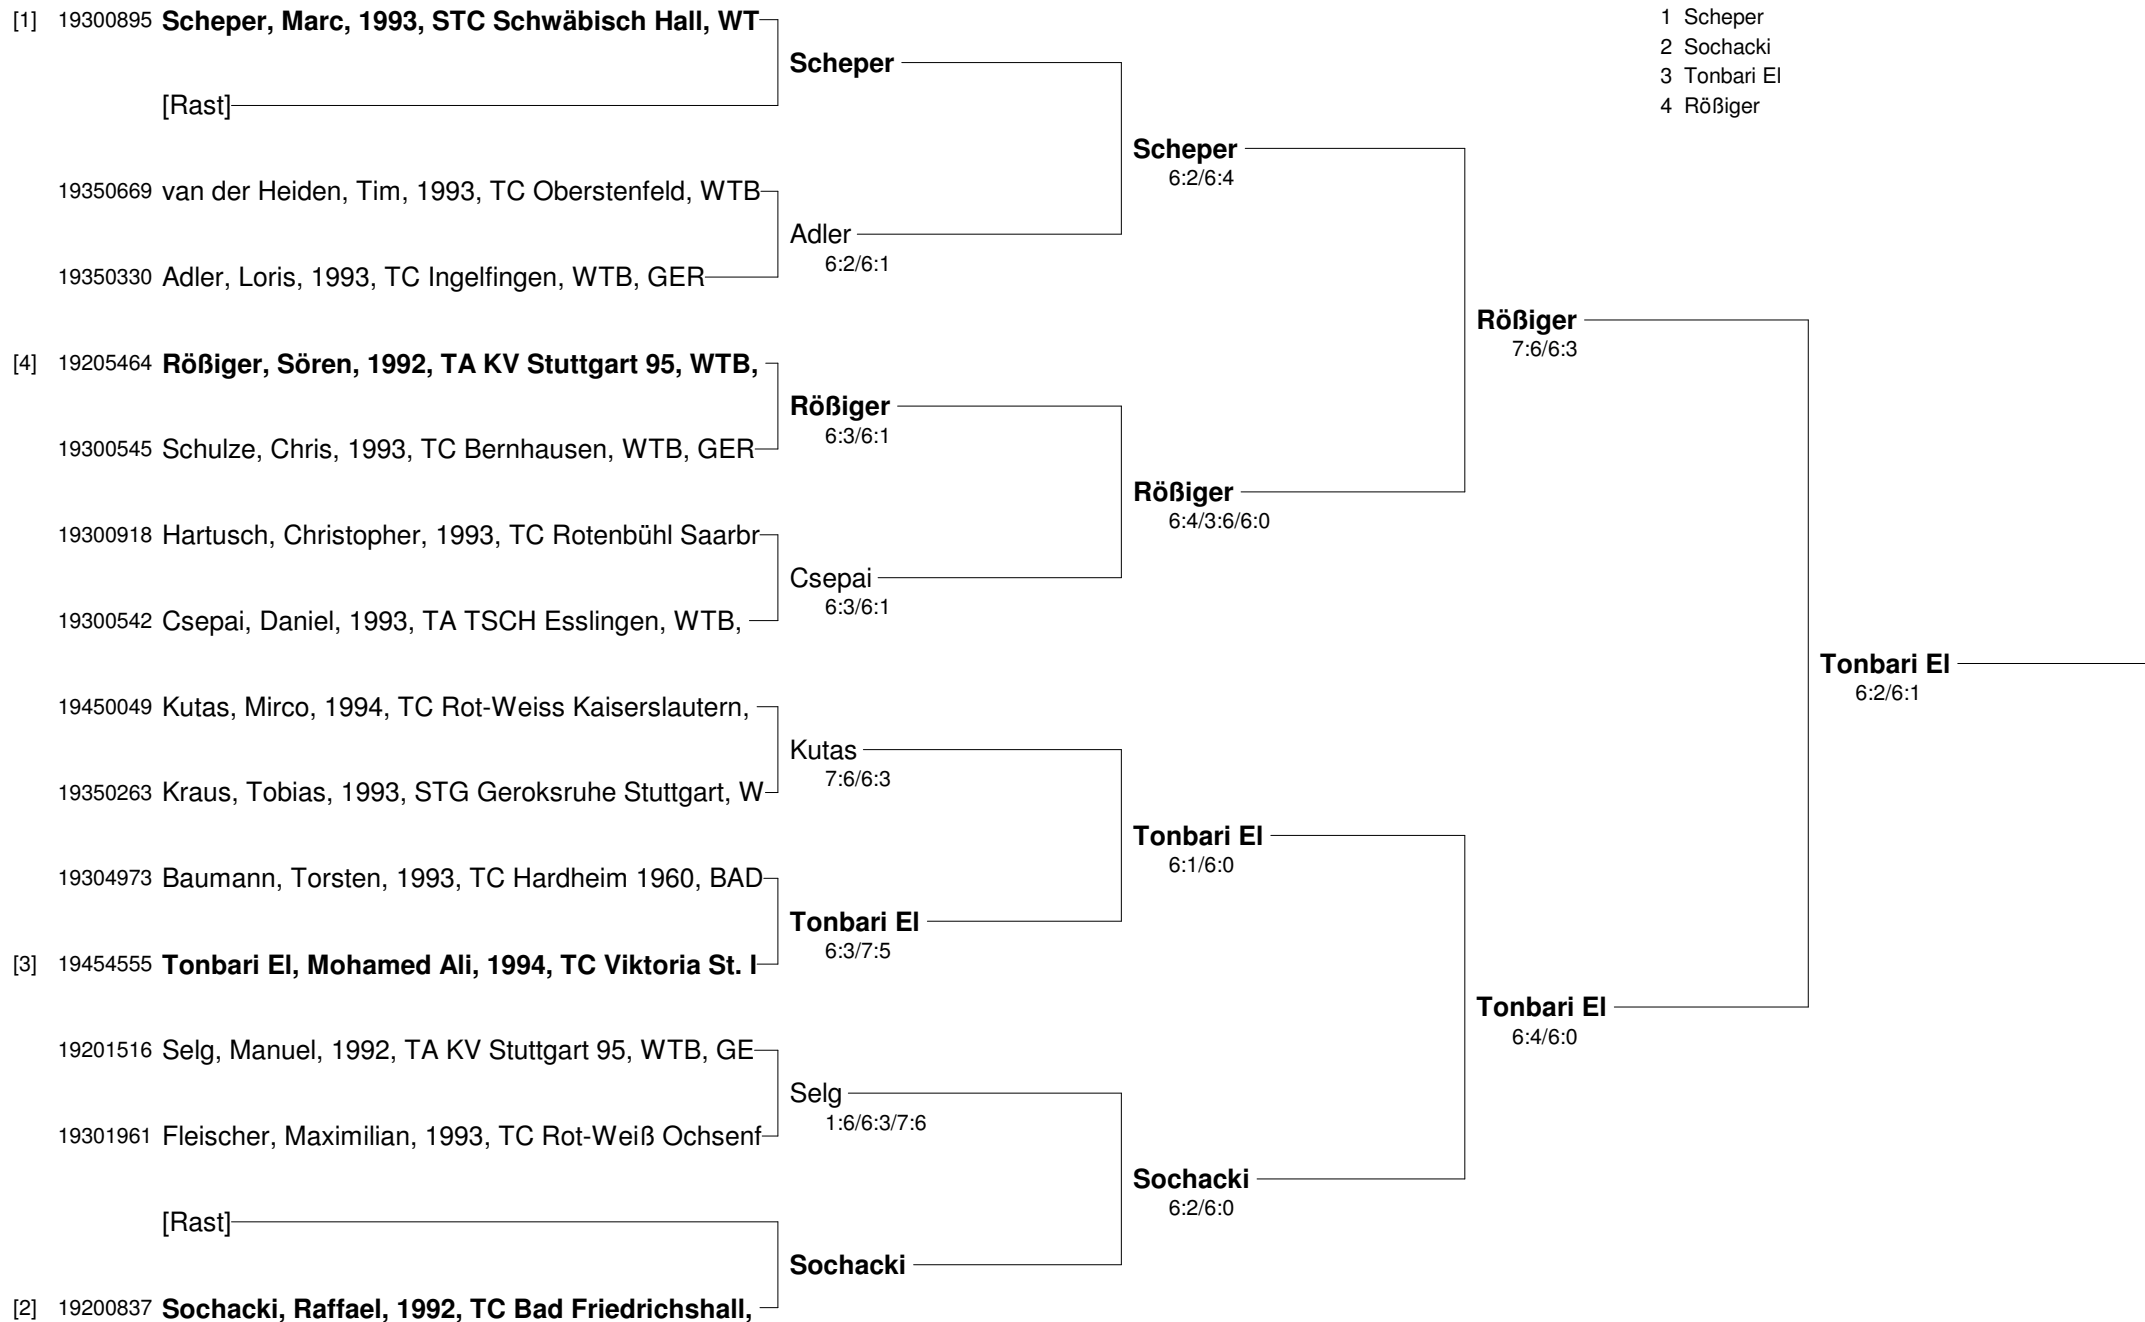 [1] 19300895 Scheper, Marc, 1993, STC Schwäbisch Hall, WT
[Rast]
19350669 van der Heiden, Tim, 1993, TC Oberstenfeld, WTB
19350330 Adler, Loris, 1993, TC Ingelfingen, WTB, GER
[4] 19205464 Rößiger, Sören, 1992, TA KV Stuttgart 95, WTB,
19300545 Schulze, Chris, 1993, TC Bernhausen, WTB, GER
19300918 Hartusch, Christopher, 1993, TC Rotenbühl Saarbr
19300542 Csepai, Daniel, 1993, TA TSCH Esslingen, WTB,
19450049 Kutas, Mirco, 1994, TC Rot-Weiss Kaiserslautern,
19350263 Kraus, Tobias, 1993, STG Geroksruhe Stuttgart, W
19304973 Baumann, Torsten, 1993, TC Hardheim 1960, BAD
[3] 19454555 Tonbari El, Mohamed Ali, 1994, TC Viktoria St. I
19201516 Selg, Manuel, 1992, TA KV Stuttgart 95, WTB, GE
19301961 Fleischer, Maximilian, 1993, TC Rot-Weiß Ochsenf
[Rast]
[2] 19200837 Sochacki, Raffael, 1992, TC Bad Friedrichshall,
Scheper
Adler
6:2/6:1
Rößiger
6:3/6:1
Csepai
6:3/6:1
Kutas
7:6/6:3
Tonbari El
6:3/7:5
Selg
1:6/6:3/7:6
Sochacki
Scheper
6:2/6:4
Rößiger
6:4/3:6/6:0
Tonbari El
6:1/6:0
Sochacki
6:2/6:0
Rößiger
7:6/6:3
Tonbari El
6:4/6:0
Tonbari El
6:2/6:1
1 Scheper
2 Sochacki
3 Tonbari El
4 Rößiger